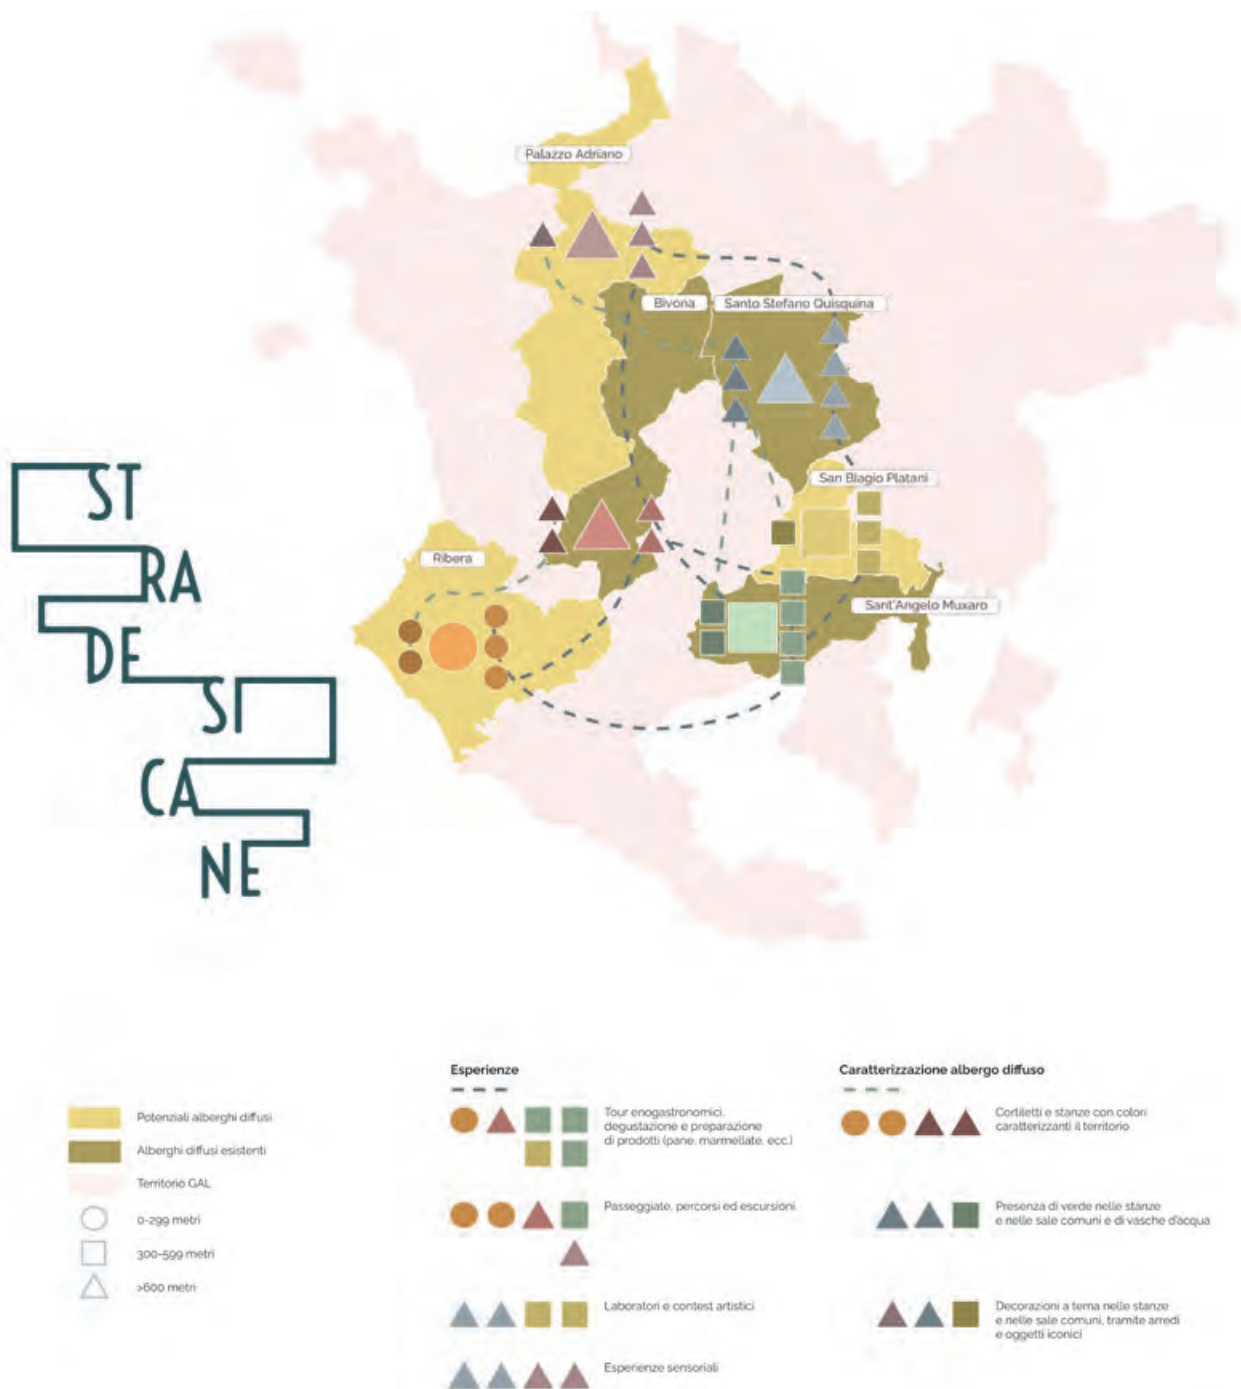 Palazzo Adriano
Bivona
Santo Stefano Quisquina
San Biagio Platani
Ribera
Sant'Angelo Muxaro
ST
RA
DE
SI
CA
NE
Potenziali alberghi diffusi
Alberghi diffusi esistenti
Territorio GAL
0-299 metri
300-599 metri
>600 metri
Esperienze
Tour enogastronomici,
degustazione e preparazione
di prodotti (pane, marmellate, ecc.)
Passeggiate, percorsi ed escursioni
Laboratori e contest artistici
Esperienze sensoriali
Caratterizzazione albergo diffuso
Cortiletti e stanze con colori
caratterizzanti il territorio
Presenza di verde nelle stanze
e nelle sale comuni e di vasche d'acqua
Decorazioni a tema nelle stanze
e nelle sale comuni, tramite arredi
e oggetti iconici